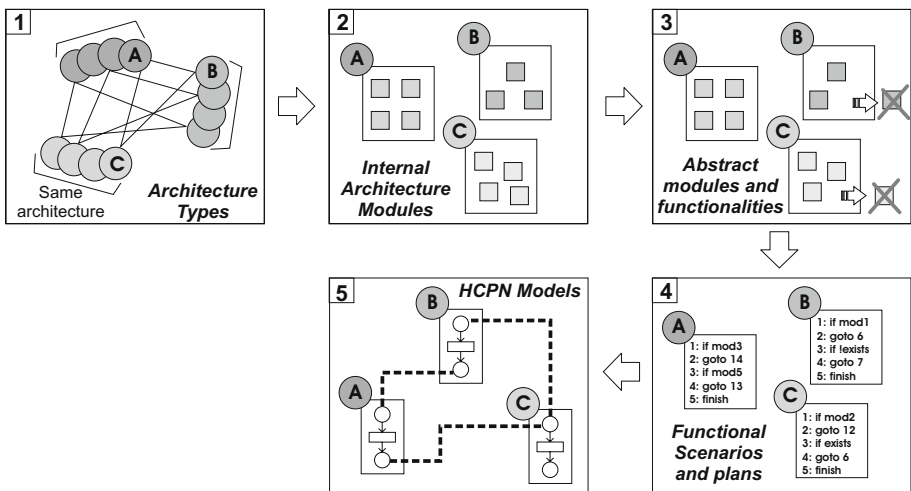 1
A
B
C
Same
architecture
Architecture
Types
2
A
B
C
Internal
Architecture
Modules
3
A
B
C
Abstract
modules and
functionalities
4
A
1: if mod3
2: goto 14
3: if mod5
4: goto 13
5: finish
B
1: if mod1
2: goto 6
3: if !exists
4: goto 7
5: finish
C
1: if mod2
2: goto 12
3: if exists
4: goto 6
5: finish
Functional
Scenarios
and plans
5
HCPN Models
B
A
C